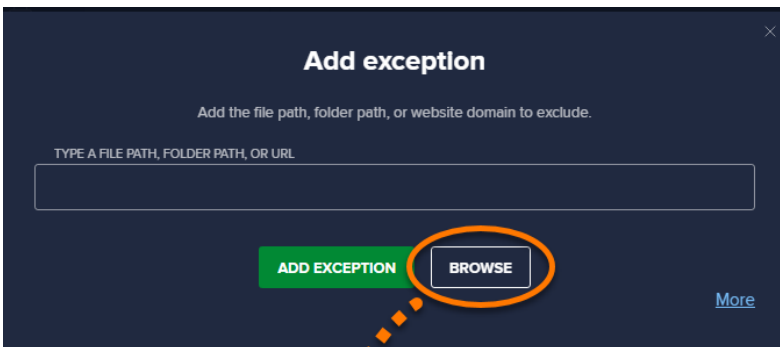 Add exception
Add the file path, folder path, or website domain to exclude.
TYPE A FILE PATH, FOLDER PATH, OR URL
ADD EXCEPTION BROWSE
More